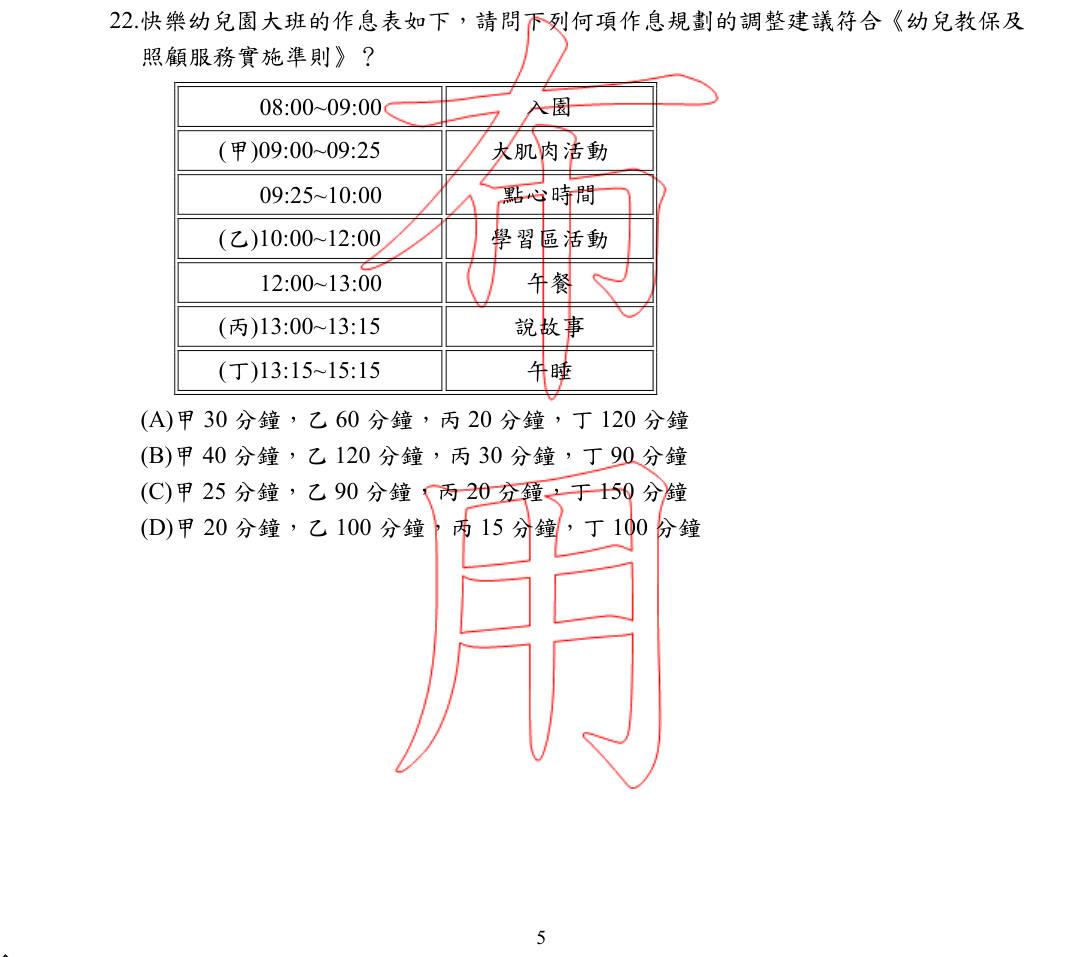 22.快樂幼兒園大班的作息表如下，請問下列何項作息規劃的調整建議符合《幼兒教保及
照顧服務實施準則》？
08:00~09:00 入園
(甲)09:00~09:25 大肌肉活動
09:25~10:00 點心時間
(乙)10:00~12:00 學習區活動
12:00~13:00 午餐
(丙)13:00~13:15 說故事
(丁)13:15~15:15 午睡
(A)甲 30 分鐘，乙 60 分鐘，丙 20 分鐘，丁 120 分鐘
(B)甲 40 分鐘，乙 120 分鐘，丙 30 分鐘，丁 90 分鐘
(C)甲 25 分鐘，乙 90 分鐘，丙 20 分鐘，丁 150 分鐘
(D)甲 20 分鐘，乙 100 分鐘，丙 15 分鐘，丁 100 分鐘
布
用
5